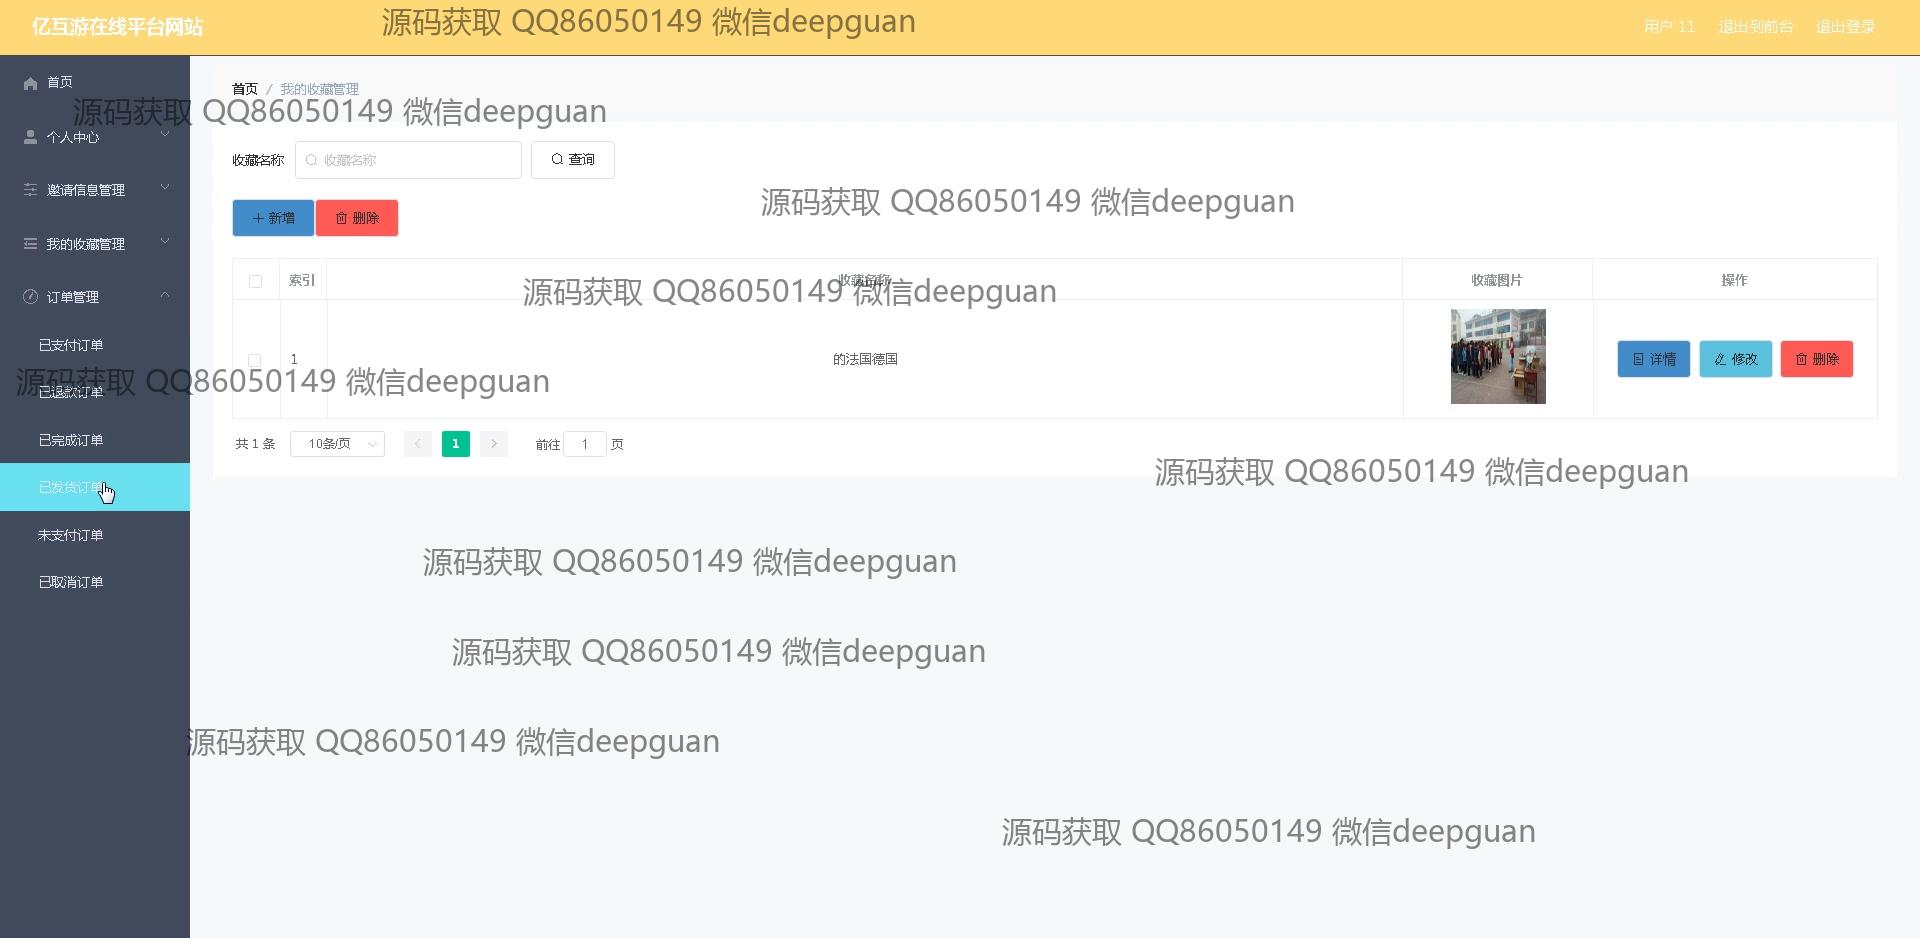 亿互游在线平台网站
源码获取 QQ86050149 微信deepguan
用户 11 退出到前台 退出登录
首页
个人中心
邀请信息管理
我的收藏管理
订单管理
已支付订单
已退款订单
已完成订单
已发货订单
未支付订单
已取消订单
首页 / 我的收藏管理
源码获取 QQ86050149 微信deepguan
收藏名称 收藏名称 查询
源码获取 QQ86050149 微信deepguan
新增 删除
索引 收藏名称 收藏图片 操作
源码获取 QQ86050149 微信deepguan
1 的法国德国 详情 修改 删除
源码获取 QQ86050149 微信deepguan
共 1 条 10条/页 1 前往 1 页
源码获取 QQ86050149 微信deepguan
源码获取 QQ86050149 微信deepguan
源码获取 QQ86050149 微信deepguan
源码获取 QQ86050149 微信deepguan
源码获取 QQ86050149 微信deepguan